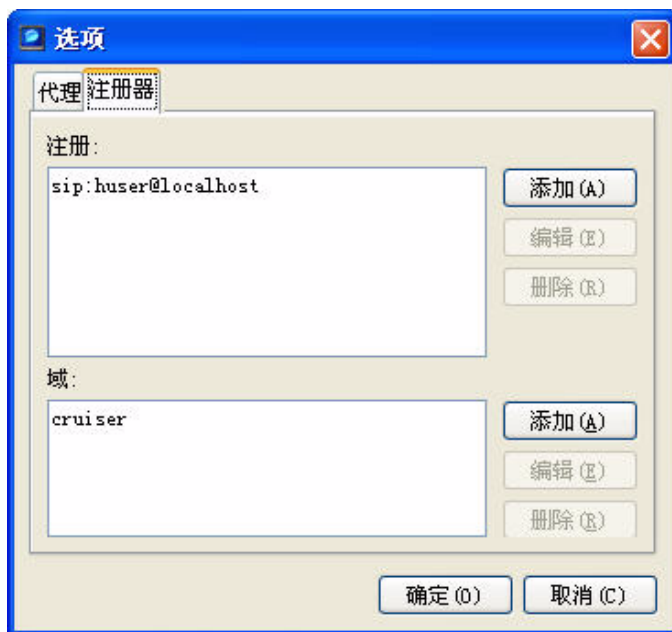 选项
代理 注册器
注册:
sip:huser@localhost
添加(A)
编辑(E)
删除(R)
域:
cruiser
添加(A)
编辑(E)
删除(R)
确定(O) 取消(C)